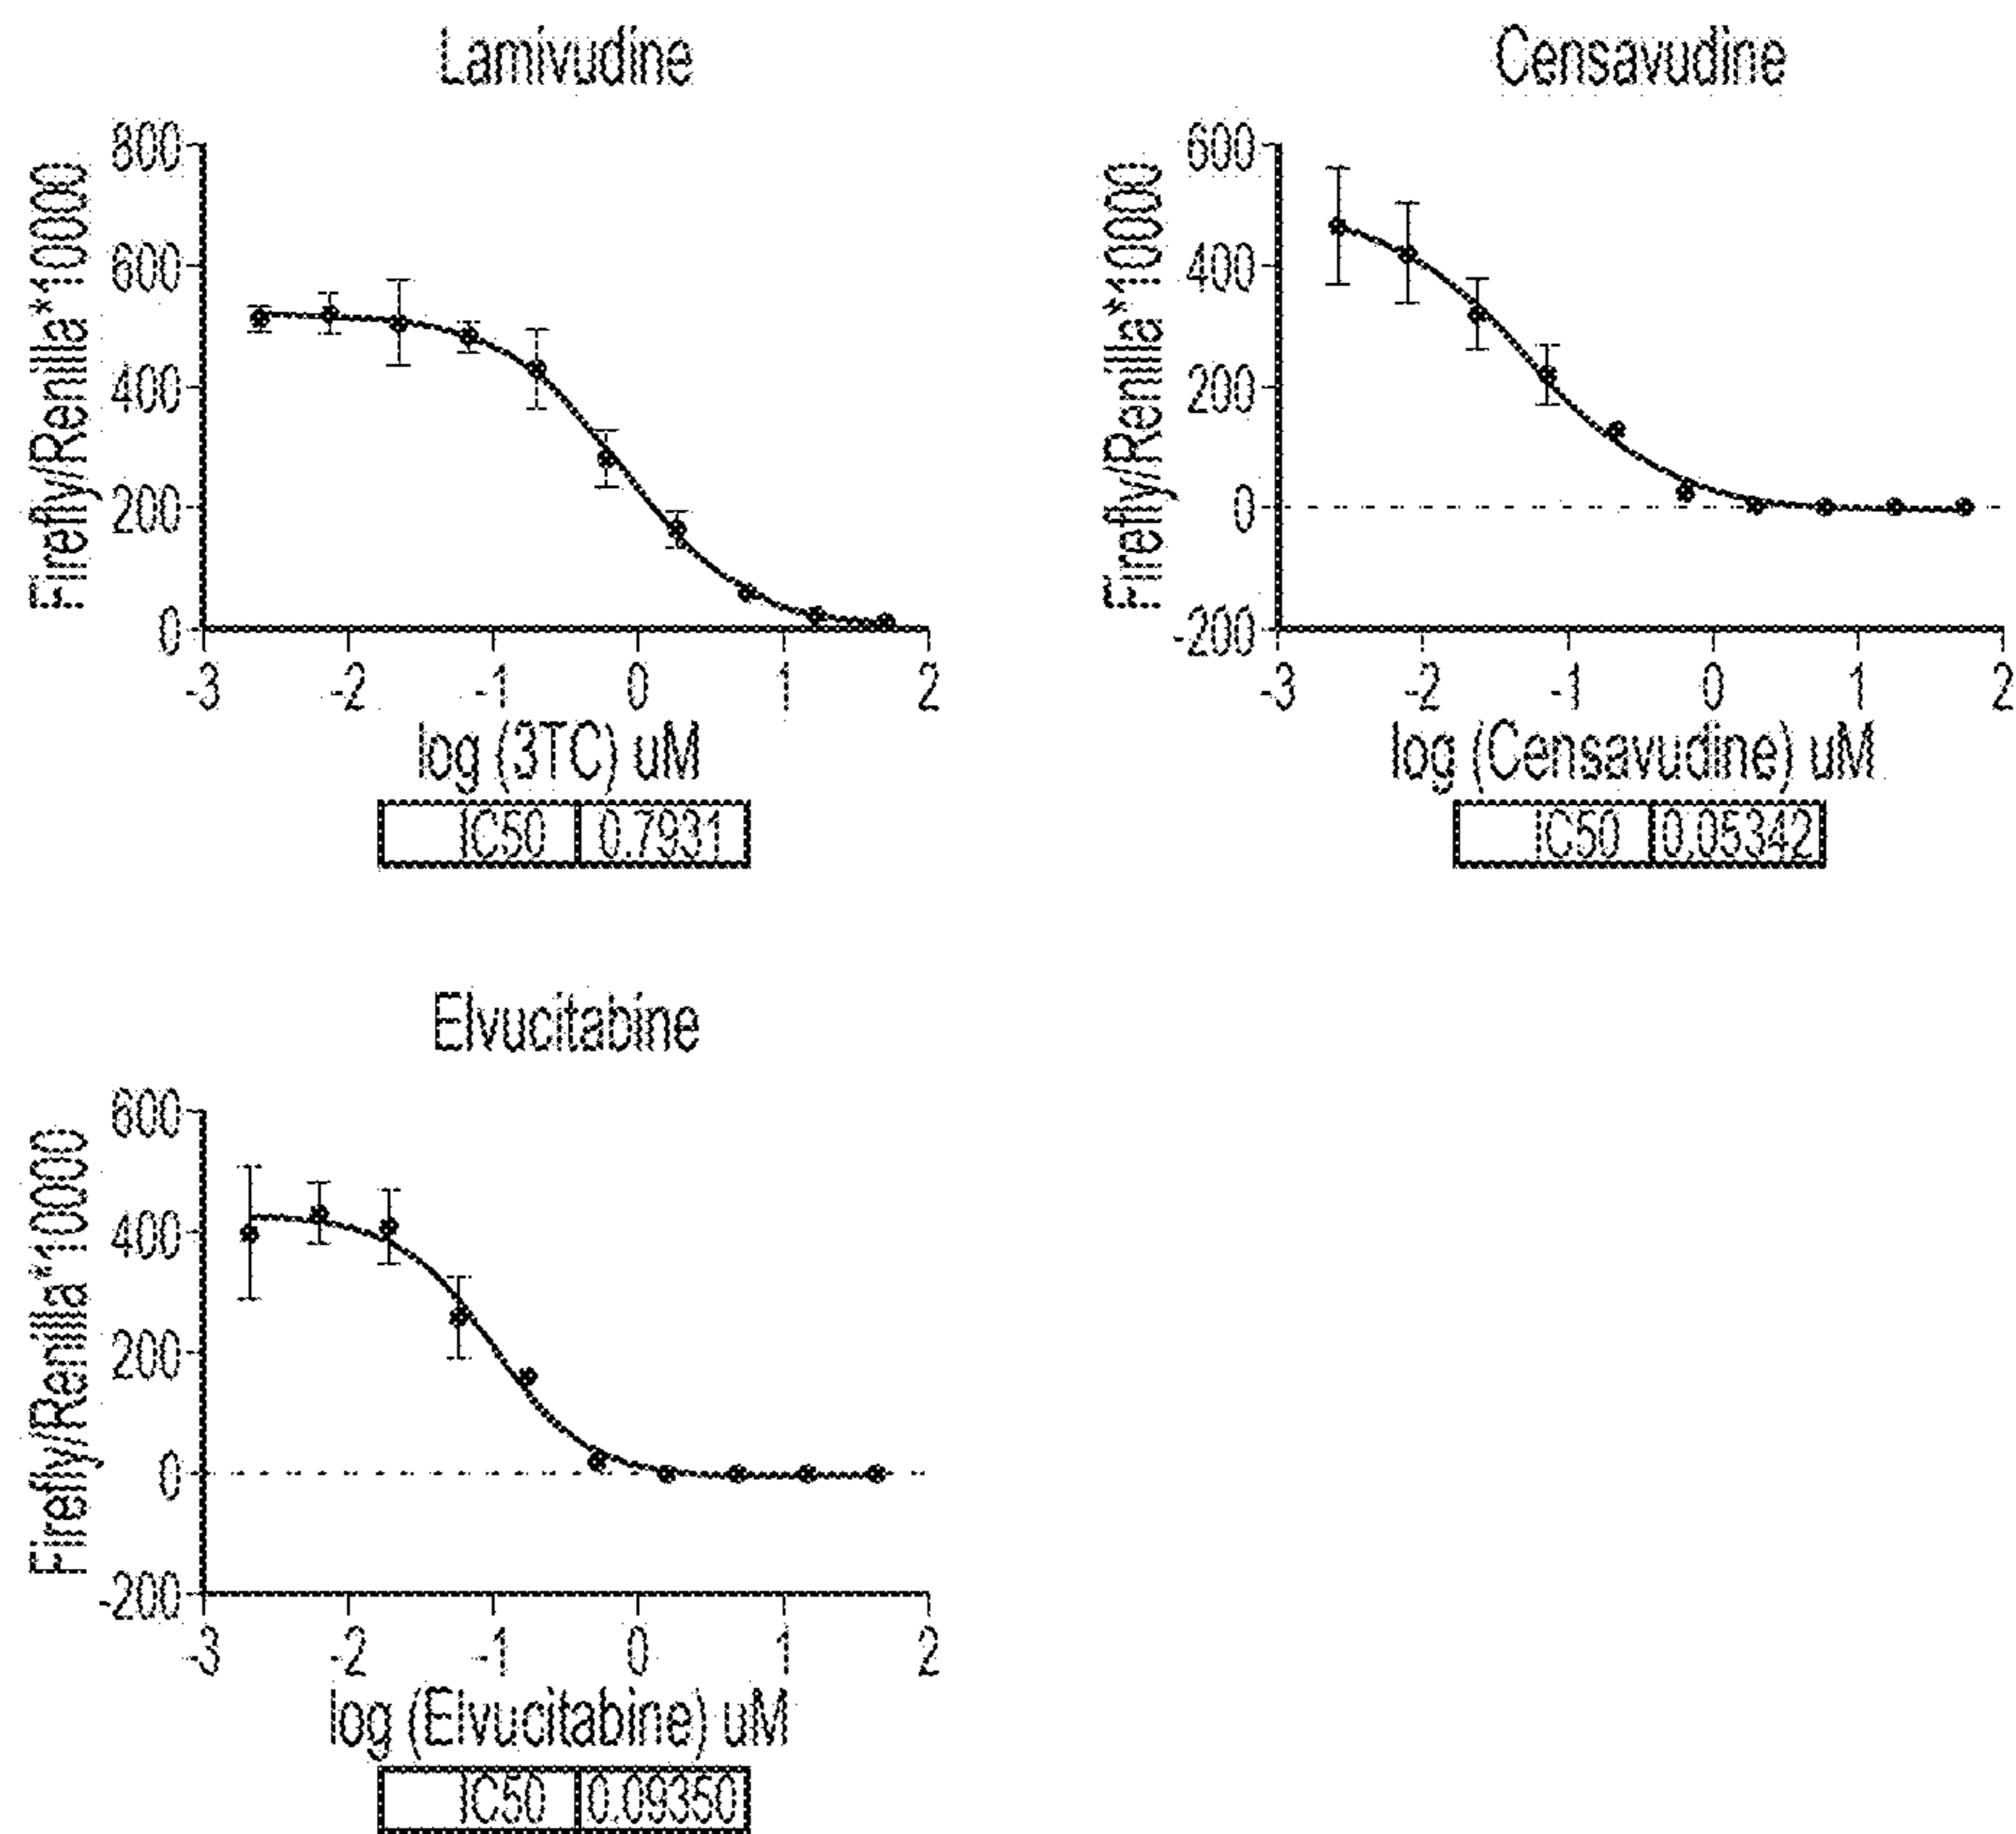 Lamivudine
Firefly/Renilla*10000
800
600
400
200
0
-3 -2 -1 0 1 2
log (3TC) uM
IC50 0.7931
Censavudine
Firefly/Renilla*10000
600
400
200
0
-200
-3 -2 -1 0 1 2
log (Censavudine) uM
IC50 0.05342
Elvucitabine
Firefly/Renilla*10000
600
400
200
0
-200
-3 -2 -1 0 1 2
log (Elvucitabine) uM
IC50 0.09350